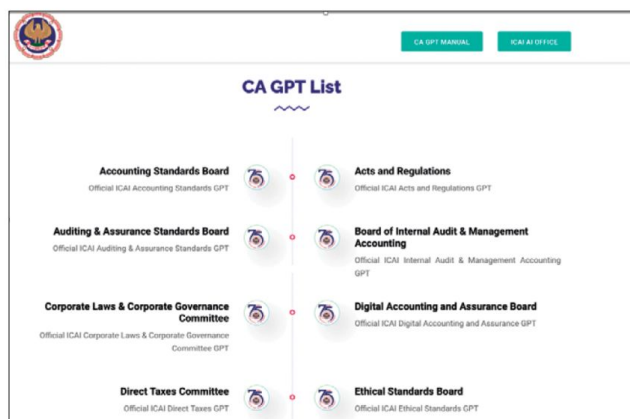 CA GPT MANUAL
ICAI AI OFFICE
CA GPT List
Accounting Standards Board
Official ICAI Accounting Standards GPT
Acts and Regulations
Official ICAI Acts and Regulations GPT
Auditing & Assurance Standards Board
Official ICAI Auditing & Assurance Standards GPT
Board of Internal Audit & Management
Accounting
Official ICAI Internal Audit & Management Accounting
GPT
Corporate Laws & Corporate Governance
Committee
Official ICAI Corporate Laws & Corporate Governance
Committee GPT
Digital Accounting and Assurance Board
Official ICAI Digital Accounting and Assurance GPT
Direct Taxes Committee
Official ICAI Direct Taxes GPT
Ethical Standards Board
Official ICAI Ethical Standards GPT